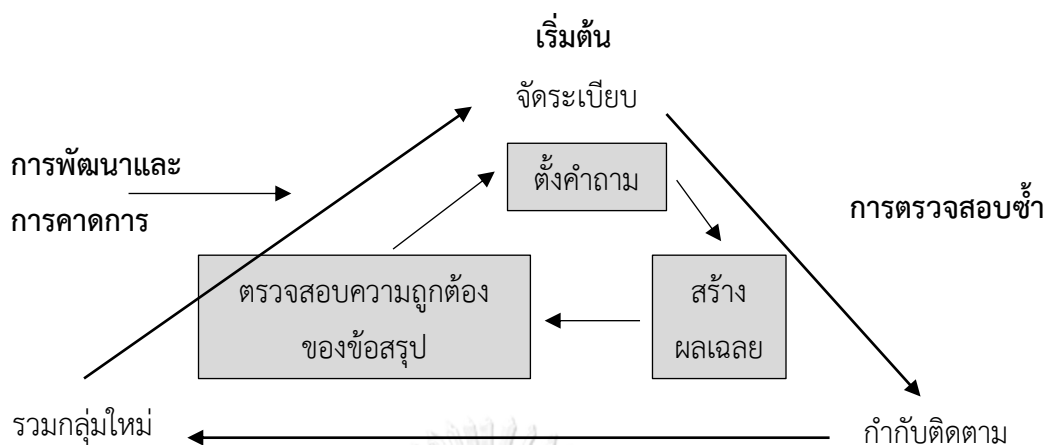 เริ่มต้น
จัดระเบียบ
การพัฒนาและ
การคาดการ
ตั้งคำถาม
การตรวจสอบซ้ำ
ตรวจสอบความถูกต้อง
ของข้อสรุป
สร้าง
ผลเฉลย
รวมกลุ่มใหม่
กำกับติดตาม